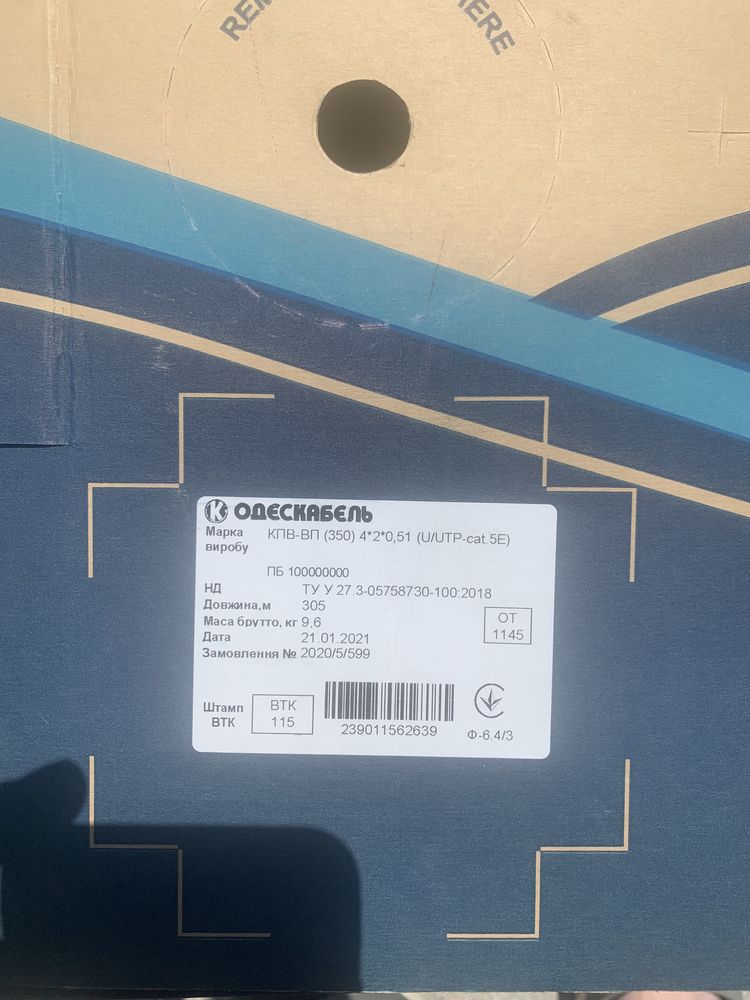 ОДЕСКАБЕЛЬ
Марка виробу КПВ-ВП (350) 4*2*0,51 (U/UTP-cat.5E)
ПБ 100000000
НД ТУ У 27.3-05758730-100:2018
Довжина,м 305
Маса брутто, кг 9,6
Дата 21.01.2021
Замовлення № 2020/5/599
ОТ
1145
Штамп ВТК
ВТК
115
239011562639
Ф-6.4/3